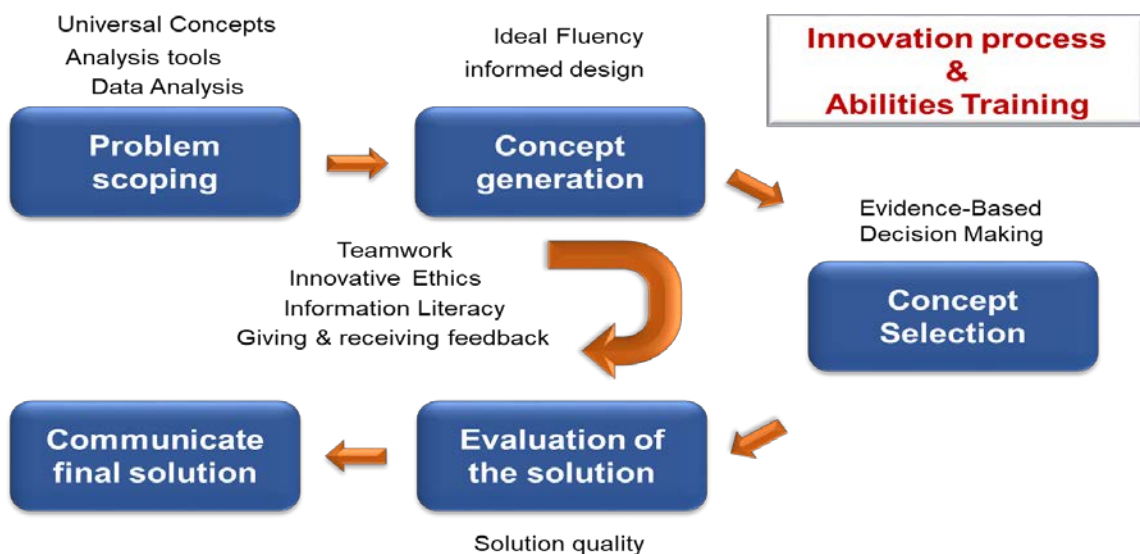 Universal Concepts
Analysis tools
Data Analysis
Problem
scoping
Ideal Fluency
informed design
Concept
generation
Innovation process
&
Abilities Training
Evidence-Based
Decision Making
Concept
Selection
Teamwork
Innovative Ethics
Information Literacy
Giving & receiving feedback
Communicate
final solution
Evaluation of
the solution
Solution quality